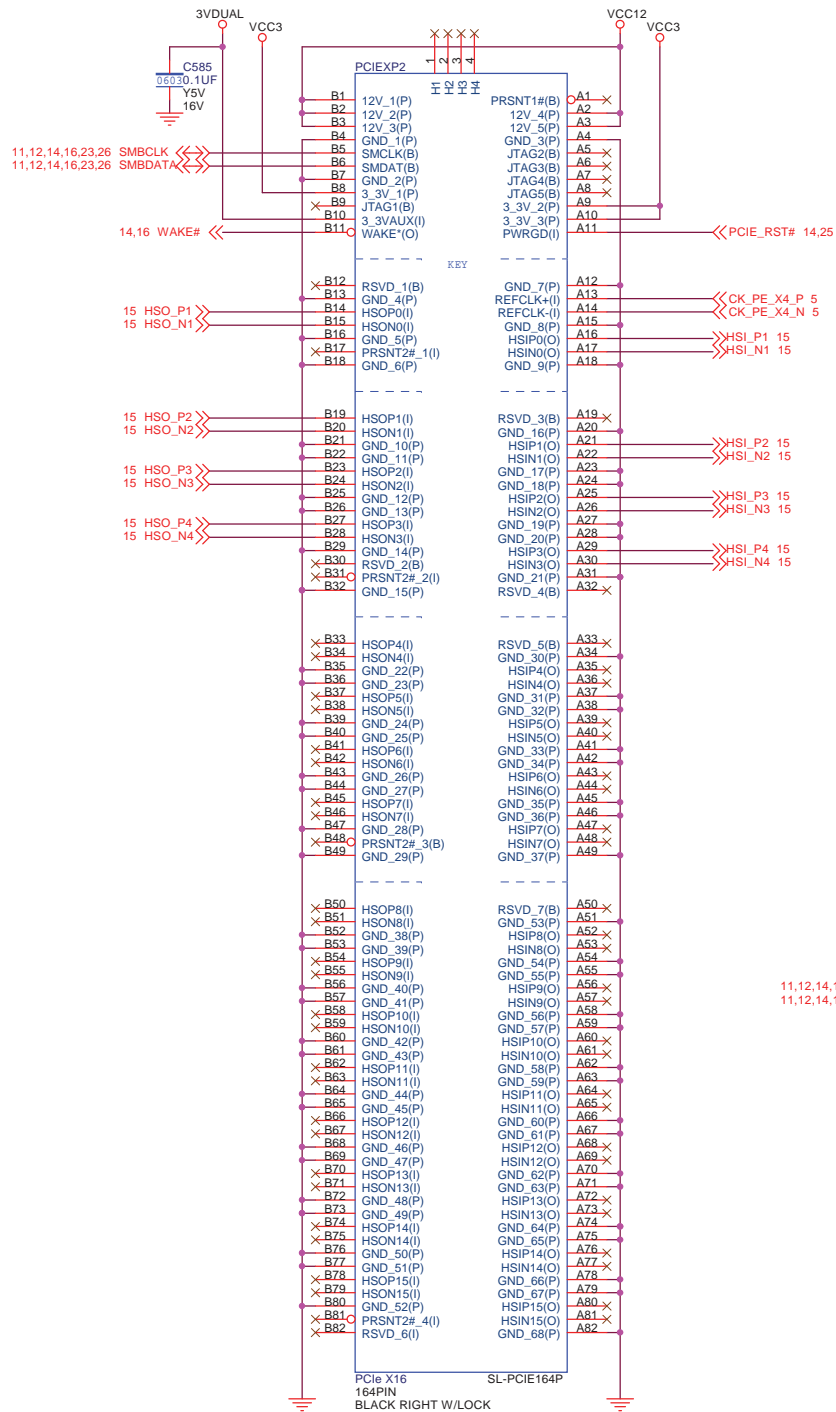 3VDUAL
VCC3
VCC12
VCC3
C585
0603 0.1UF
Y5V
16V
PCIEXP2
1 2 3 4
H1 H2 H3 H4
B1 12V_1(P) PRSNT1#(B) A1
B2 12V_2(P) 12V_4(P) A2
B3 12V_3(P) 12V_5(P) A3
B4 GND_1(P) GND_3(P) A4
11,12,14,16,23,26 SMBCLK B5 SMCLK(B) JTAG2(B) A5
11,12,14,16,23,26 SMBDATA B6 SMDAT(B) JTAG3(B) A6
B7 GND_2(P) JTAG4(B) A7
B8 3_3V_1(P) JTAG5(B) A8
B9 JTAG1(B) 3_3V_2(P) A9
B10 3_3VAUX(I) 3_3V_3(P) A10
14,16 WAKE# B11 WAKE*(O) PWRGD(I) A11 PCIE_RST# 14,25
KEY
B12 RSVD_1(B) GND_7(P) A12
B13 GND_4(P) REFCLK+(I) A13 CK_PE_X4_P 5
15 HSO_P1 B14 HSOP0(I) REFCLK-(I) A14 CK_PE_X4_N 5
15 HSO_N1 B15 HSON0(I) GND_8(P) A15
B16 GND_5(P) HSIP0(O) A16 HSI_P1 15
B17 PRSNT2#_1(I) HSIN0(O) A17 HSI_N1 15
B18 GND_6(P) GND_9(P) A18
15 HSO_P2 B19 HSOP1(I) RSVD_3(B) A19
15 HSO_N2 B20 HSON1(I) GND_16(P) A20
B21 GND_10(P) HSIP1(O) A21 HSI_P2 15
B22 GND_11(P) HSIN1(O) A22 HSI_N2 15
15 HSO_P3 B23 HSOP2(I) GND_17(P) A23
15 HSO_N3 B24 HSON2(I) GND_18(P) A24
B25 GND_12(P) HSIP2(O) A25 HSI_P3 15
B26 GND_13(P) HSIN2(O) A26 HSI_N3 15
15 HSO_P4 B27 HSOP3(I) GND_19(P) A27
15 HSO_N4 B28 HSON3(I) GND_20(P) A28
B29 GND_14(P) HSIP3(O) A29 HSI_P4 15
B30 RSVD_2(B) HSIN3(O) A30 HSI_N4 15
B31 PRSNT2#_2(I) GND_21(P) A31
B32 GND_15(P) RSVD_4(B) A32
B33 HSOP4(I) RSVD_5(B) A33
B34 HSON4(I) GND_30(P) A34
B35 GND_22(P) HSIP4(O) A35
B36 GND_23(P) HSIN4(O) A36
B37 HSOP5(I) GND_31(P) A37
B38 HSON5(I) GND_32(P) A38
B39 GND_24(P) HSIP5(O) A39
B40 GND_25(P) HSIN5(O) A40
B41 HSOP6(I) GND_33(P) A41
B42 HSON6(I) GND_34(P) A42
B43 GND_26(P) HSIP6(O) A43
B44 GND_27(P) HSIN6(O) A44
B45 HSOP7(I) GND_35(P) A45
B46 HSON7(I) GND_36(P) A46
B47 GND_28(P) HSIP7(O) A47
B48 PRSNT2#_3(B) HSIN7(O) A48
B49 GND_29(P) GND_37(P) A49
B50 HSOP8(I) RSVD_7(B) A50
B51 HSON8(I) GND_53(P) A51
B52 GND_38(P) HSIP8(O) A52
B53 GND_39(P) HSIN8(O) A53
B54 HSOP9(I) GND_54(P) A54
B55 HSON9(I) GND_55(P) A55
B56 GND_40(P) HSIP9(O) A56 11,12,14,1
B57 GND_41(P) HSIN9(O) A57 11,12,14,1
B58 HSOP10(I) GND_56(P) A58
B59 HSON10(I) GND_57(P) A59
B60 GND_42(P) HSIP10(O) A60
B61 GND_43(P) HSIN10(O) A61
B62 HSOP11(I) GND_58(P) A62
B63 HSON11(I) GND_59(P) A63
B64 GND_44(P) HSIP11(O) A64
B65 GND_45(P) HSIN11(O) A65
B66 HSOP12(I) GND_60(P) A66
B67 HSON12(I) GND_61(P) A67
B68 GND_46(P) HSIP12(O) A68
B69 GND_47(P) HSIN12(O) A69
B70 HSOP13(I) GND_62(P) A70
B71 HSON13(I) GND_63(P) A71
B72 GND_48(P) HSIP13(O) A72
B73 GND_49(P) HSIN13(O) A73
B74 HSOP14(I) GND_64(P) A74
B75 HSON14(I) GND_65(P) A75
B76 GND_50(P) HSIP14(O) A76
B77 GND_51(P) HSIN14(O) A77
B78 HSOP15(I) GND_66(P) A78
B79 HSON15(I) GND_67(P) A79
B80 GND_52(P) HSIP15(O) A80
B81 PRSNT2#_4(I) HSIN15(O) A81
B82 RSVD_6(I) GND_68(P) A82
PCIe X16 SL-PCIE164P
164PIN
BLACK RIGHT W/LOCK